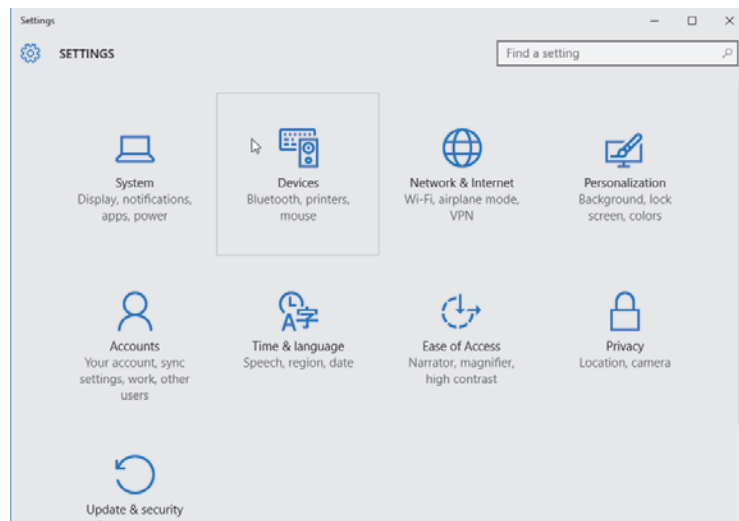 Settings
SETTINGS
Find a setting
System
Display, notifications,
apps, power
Devices
Bluetooth, printers,
mouse
Network & Internet
Wi-Fi, airplane mode,
VPN
Personalization
Background, lock
screen, colors
Accounts
Your account, sync
settings, work, other
users
Time & language
Speech, region, date
Ease of Access
Narrator, magnifier,
high contrast
Privacy
Location, camera
Update & security